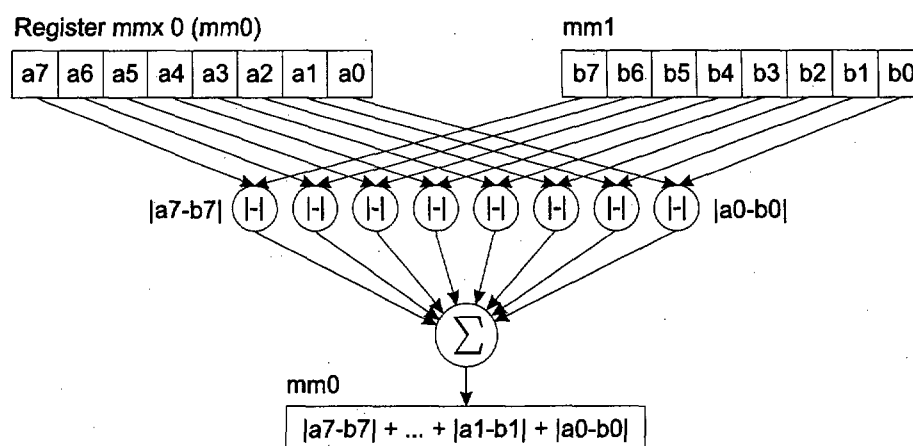 Register mmx 0 (mm0)
mm1
a7 a6 a5 a4 a3 a2 a1 a0
b7 b6 b5 b4 b3 b2 b1 b0
|a7-b7| |-| |-| |-| |-| |-| |-| |-| |-| |a0-b0|
Σ
mm0
|a7-b7| + ... + |a1-b1| + |a0-b0|